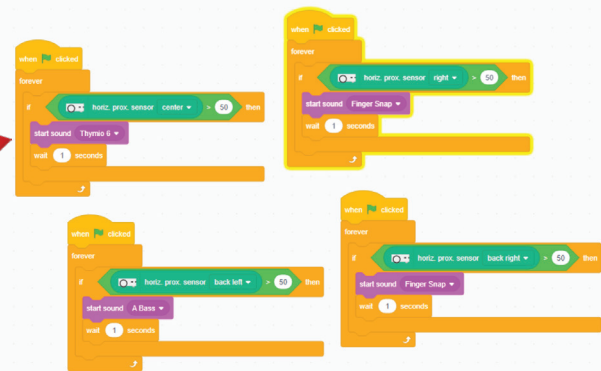 when clicked
forever
if horiz. prox. sensor center > 50 then
start sound Thymio 6
wait 1 seconds
when clicked
forever
if horiz. prox. sensor right > 50 then
start sound Finger Snap
wait 1 seconds
when clicked
forever
if horiz. prox. sensor back left > 50 then
start sound A Bass
wait 1 seconds
when clicked
forever
if horiz. prox. sensor back right > 50 then
start sound Finger Snap
wait 1 seconds